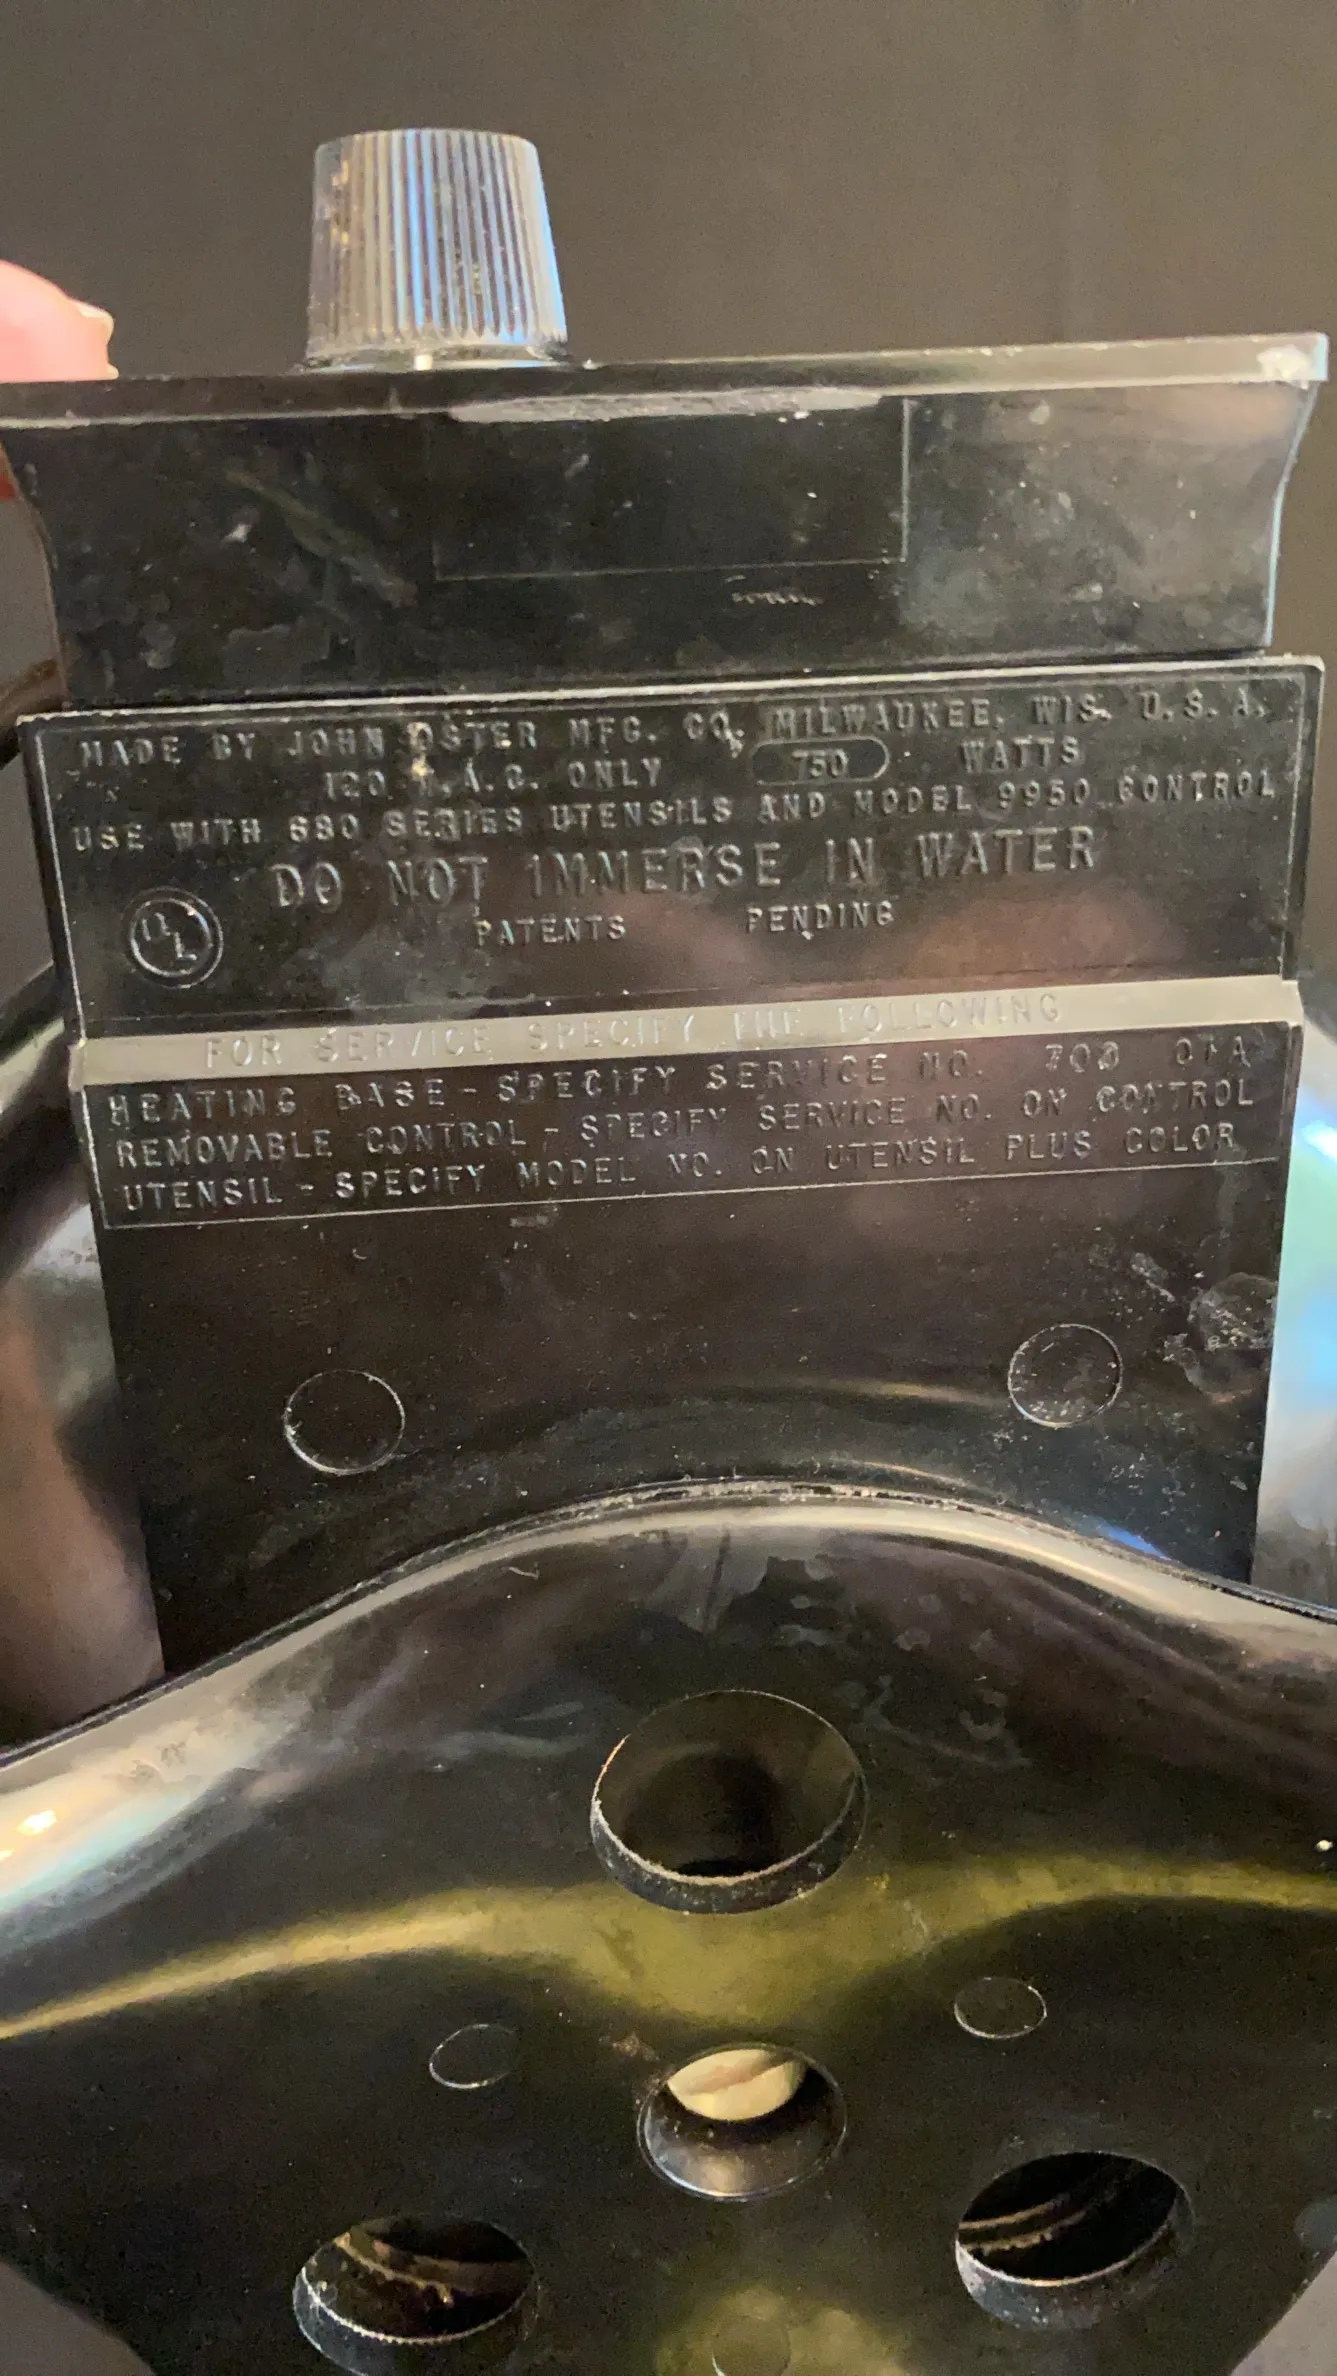 MADE BY JOHN OSTER MFG. CO. MILWAUKEE, WIS. U.S.A.
120 V.A.C. ONLY 750 WATTS
USE WITH 680 SERIES UTENSILS AND MODEL 9950 CONTROL
DO NOT IMMERSE IN WATER
UL
PATENTS PENDING
FOR SERVICE SPECIFY THE FOLLOWING
HEATING BASE - SPECIFY SERVICE NO.
REMOVABLE CONTROL - SPECIFY SERVICE NO. ON CONTROL
UTENSIL - SPECIFY MODEL NO. ON UTENSIL PLUS COLOR